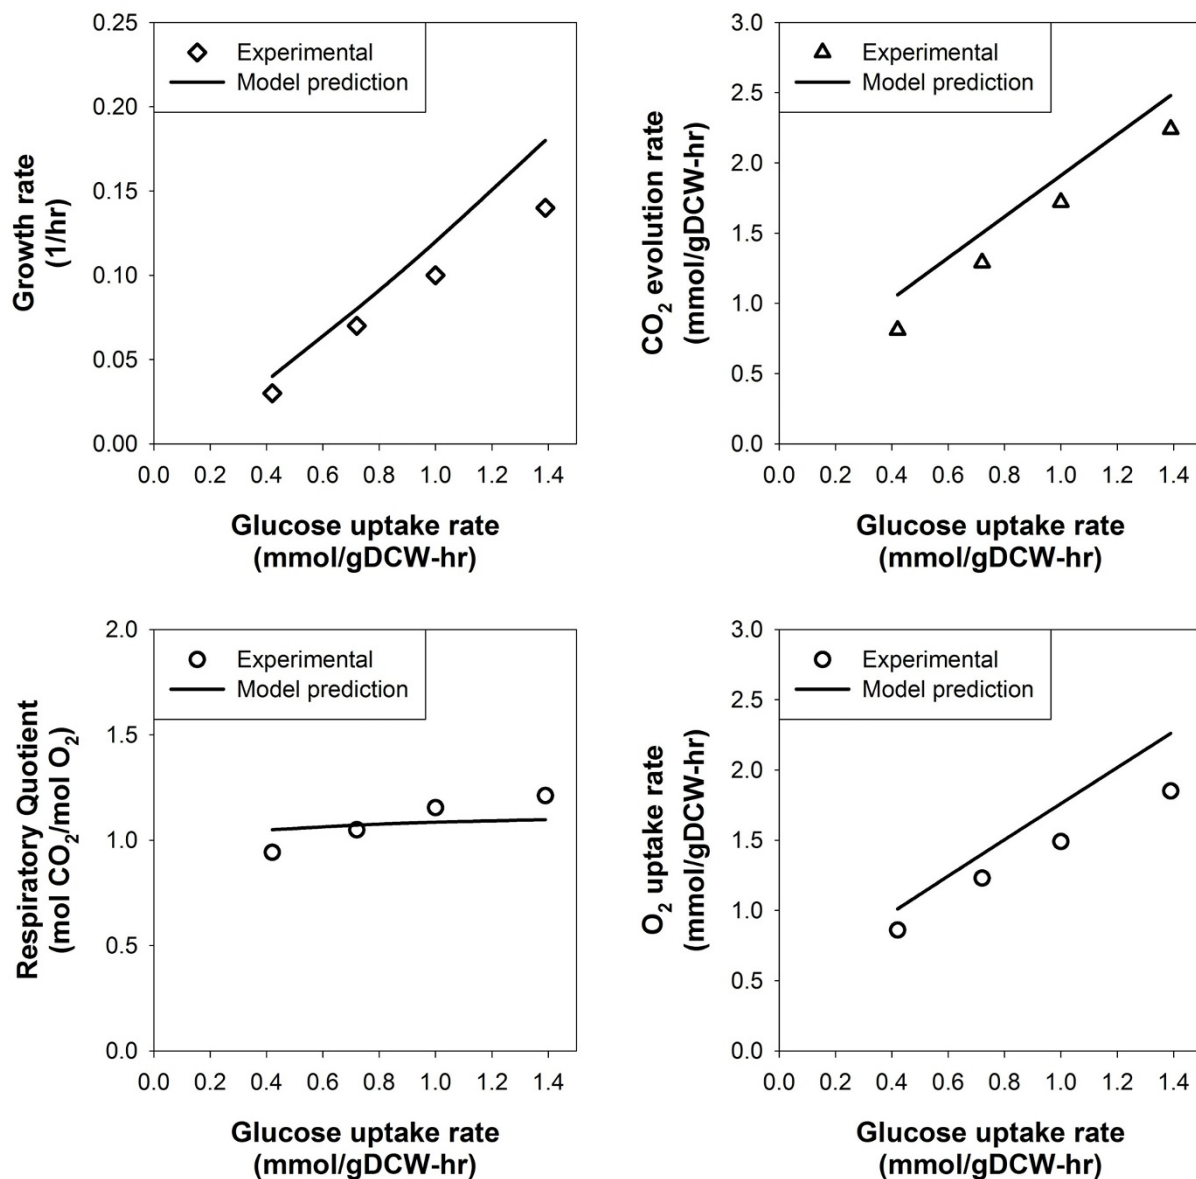 0.25
0.20
0.15
0.10
0.05
0.00
Growth rate
(1/hr)
Experimental
Model prediction
0.0 0.2 0.4 0.6 0.8 1.0 1.2 1.4
Glucose uptake rate
(mmol/gDCW-hr)
3.0
2.5
2.0
1.5
1.0
0.5
0.0
CO₂ evolution rate
(mmol/gDCW-hr)
Experimental
Model prediction
0.0 0.2 0.4 0.6 0.8 1.0 1.2 1.4
Glucose uptake rate
(mmol/gDCW-hr)
2.0
1.5
1.0
0.5
0.0
Respiratory Quotient
(mol CO₂/mol O₂)
Experimental
Model prediction
0.0 0.2 0.4 0.6 0.8 1.0 1.2 1.4
Glucose uptake rate
(mmol/gDCW-hr)
3.0
2.5
2.0
1.5
1.0
0.5
0.0
O₂ uptake rate
(mmol/gDCW-hr)
Experimental
Model prediction
0.0 0.2 0.4 0.6 0.8 1.0 1.2 1.4
Glucose uptake rate
(mmol/gDCW-hr)